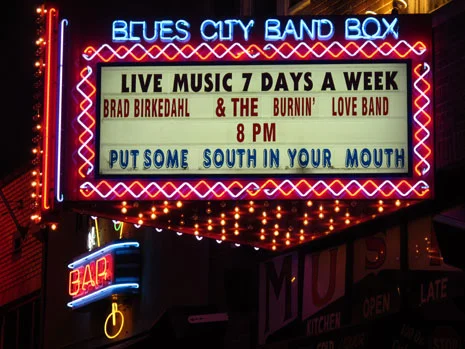 BLUES CITY BAND BOX
LIVE MUSIC 7 DAYS A WEEK
BRAD BIRKEDAHL & THE BURNIN' LOVE BAND
8 PM
PUT SOME SOUTH IN YOUR MOUTH
BAR
MUS
KITCHEN OPEN LATE